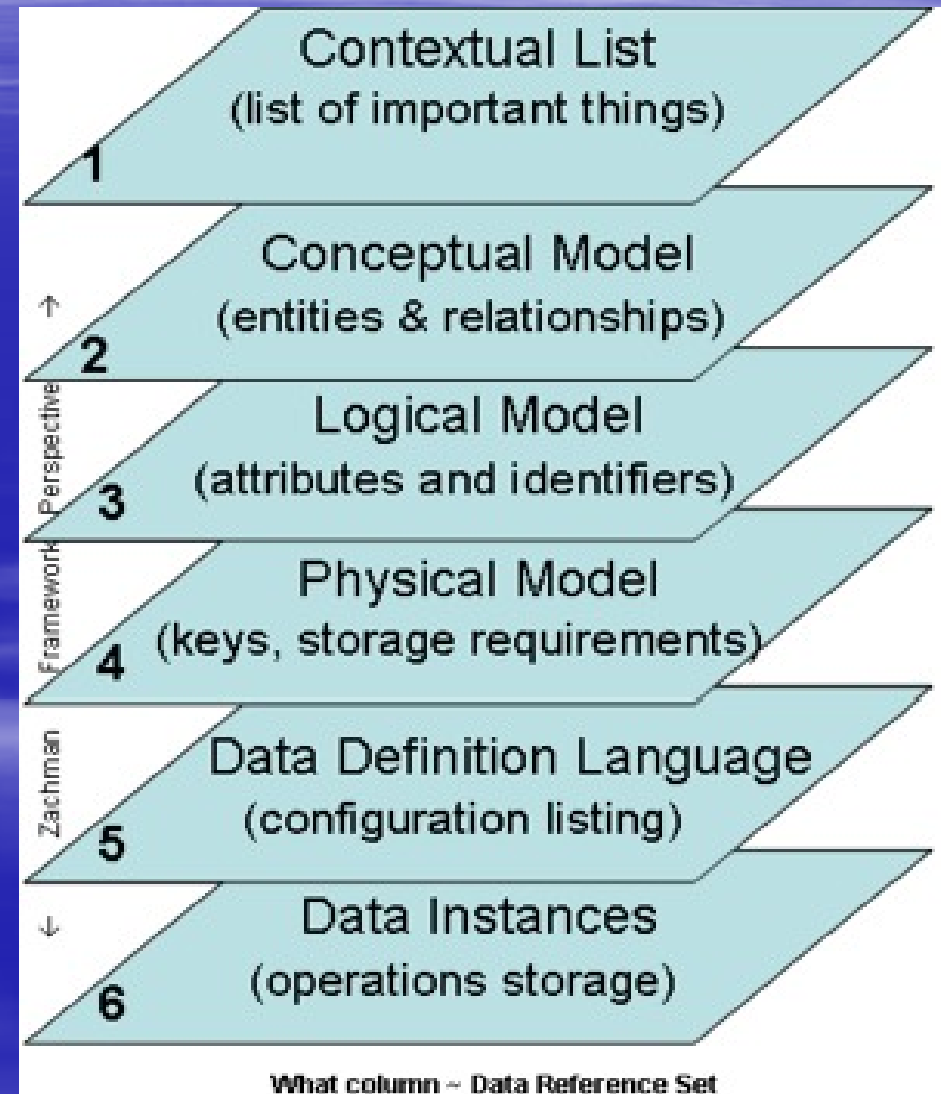 Contextual List
(list of important things)
1
Conceptual Model
(entities & relationships)
2
Logical Model
(attributes and identifiers)
3
Physical Model
(keys, storage requirements)
4
Data Definition Language
(configuration listing)
5
Data Instances
(operations storage)
6
← Zachman Framework Perspective →
What column ~ Data Reference Set